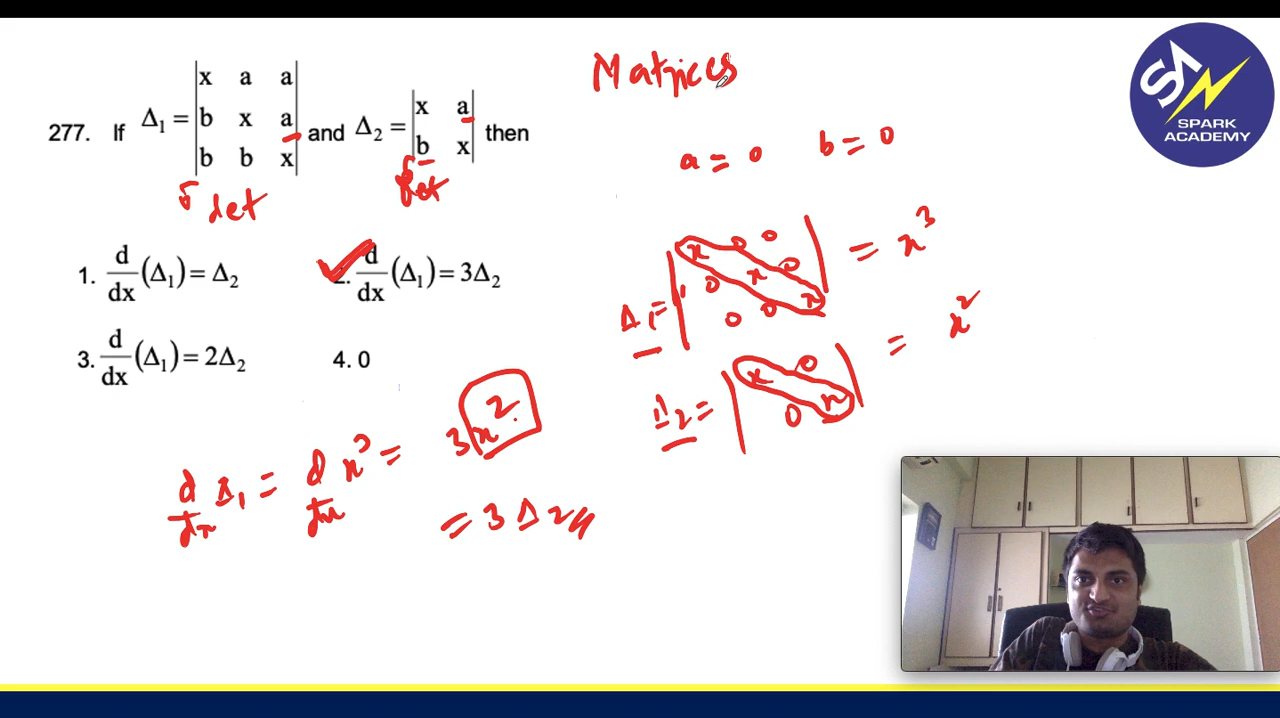 Matrices
SPARK
ACADEMY
277. If Δ₁ = |x a a|
|b x a|
|b b x| and Δ₂ = |x a|
|b x| then
det
det
a = 0 b = 0
1. d/dx (Δ₁) = Δ₂
2. d/dx (Δ₁) = 3Δ₂
3. d/dx (Δ₁) = 2Δ₂
4. 0
Δ₁ = |x 0 0|
|0 x 0|
|0 0 x| = x³
Δ₂ = |x 0|
|0 x| = x²
d/dx Δ₁ = d/dx x³ = 3x²
= 3Δ₂